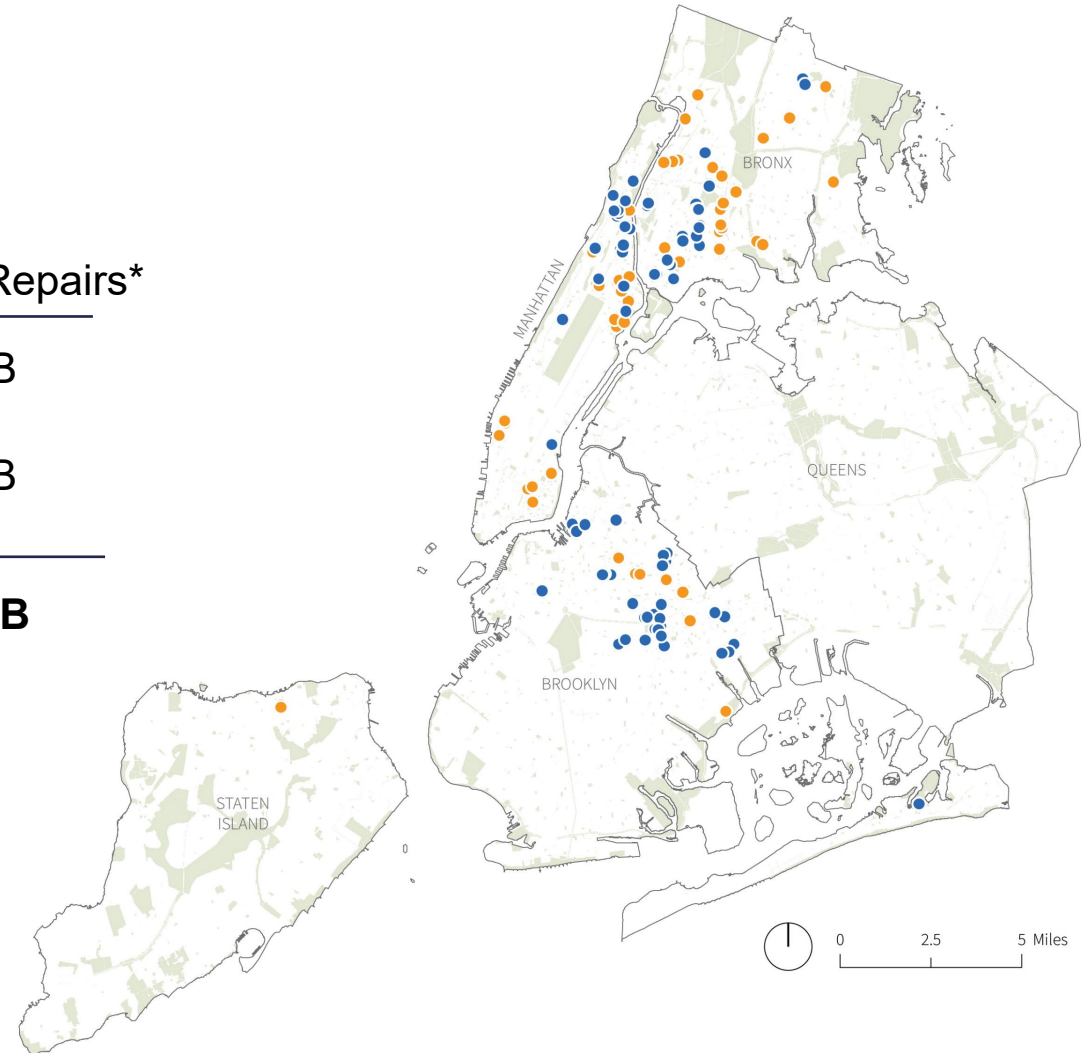 Repairs*
B
B
B
BRONX
MANHATTAN
QUEENS
BROOKLYN
STATEN
ISLAND
0 2.5 5 Miles